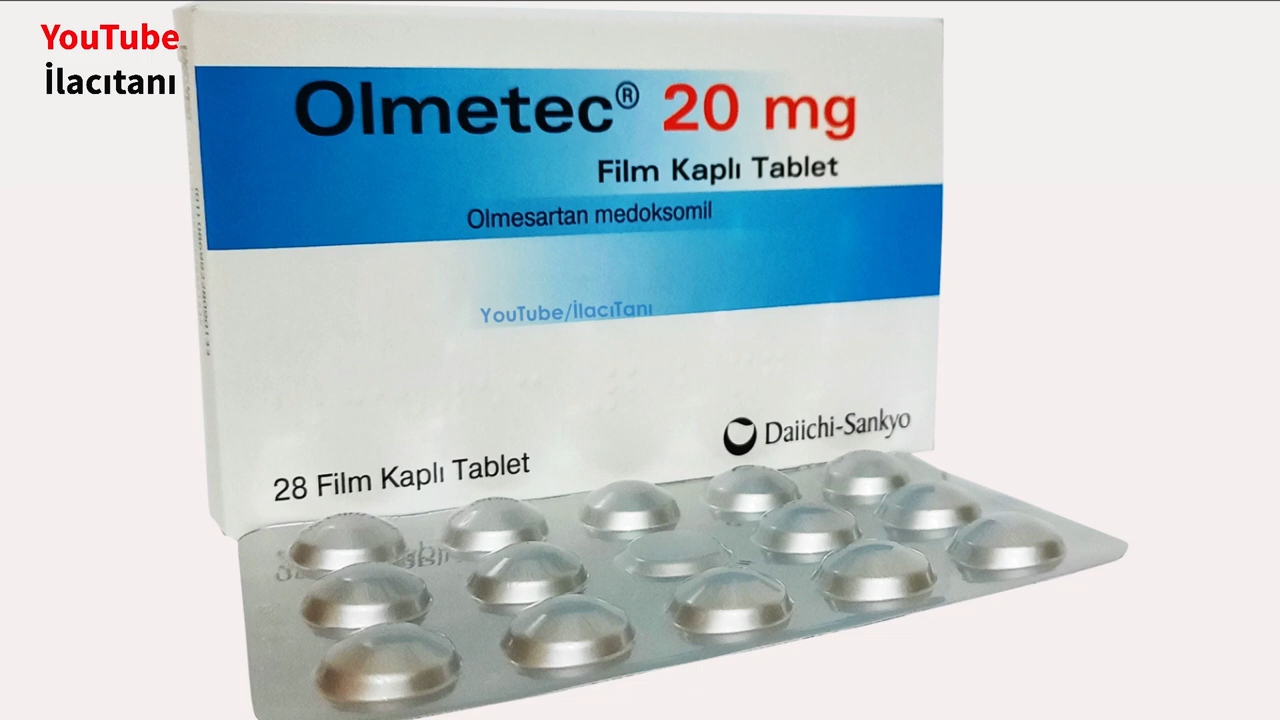 YouTube
İlacıtanı
Olmetec® 20 mg
Film Kaplı Tablet
Olmesartan medoksomil
YouTube/İlacıTanı
Daiichi-Sankyo
28 Film Kaplı Tablet